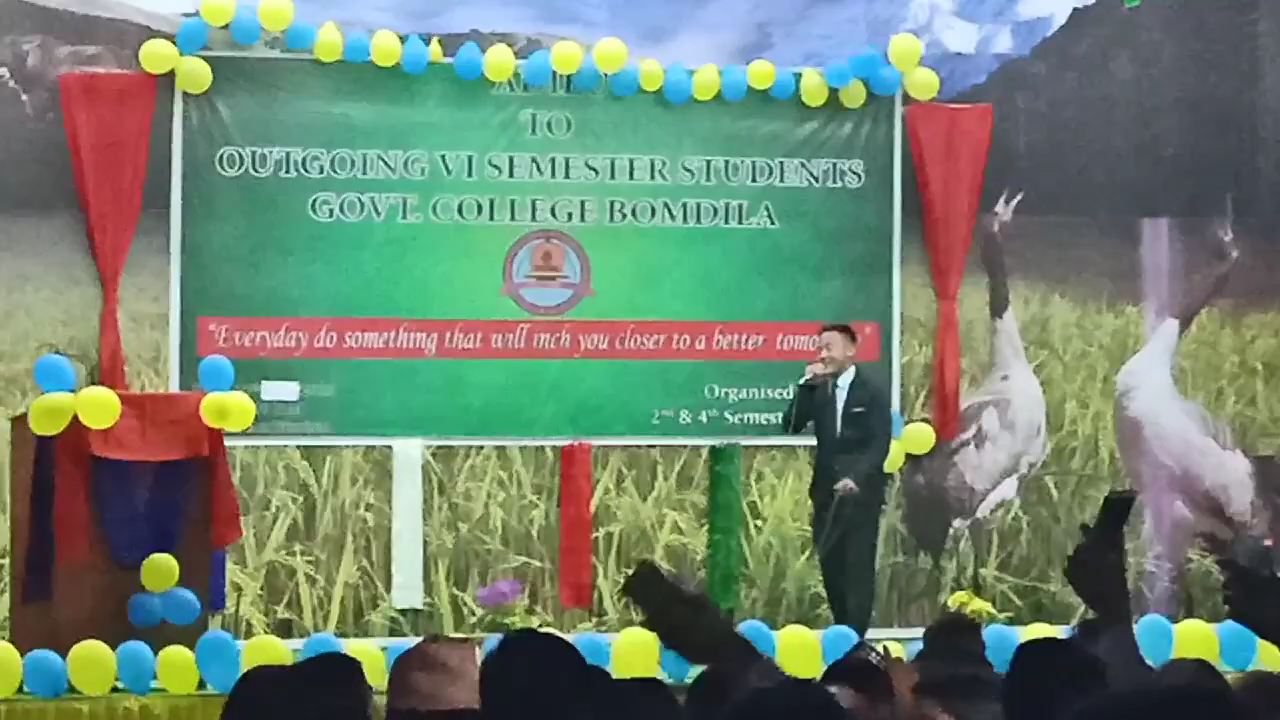 TO
OUTGOING VI SEMESTER STUDENTS
GOVT. COLLEGE BOMDILA
"Everyday do something that will inch you closer to a better
Organised
2nd & 4th